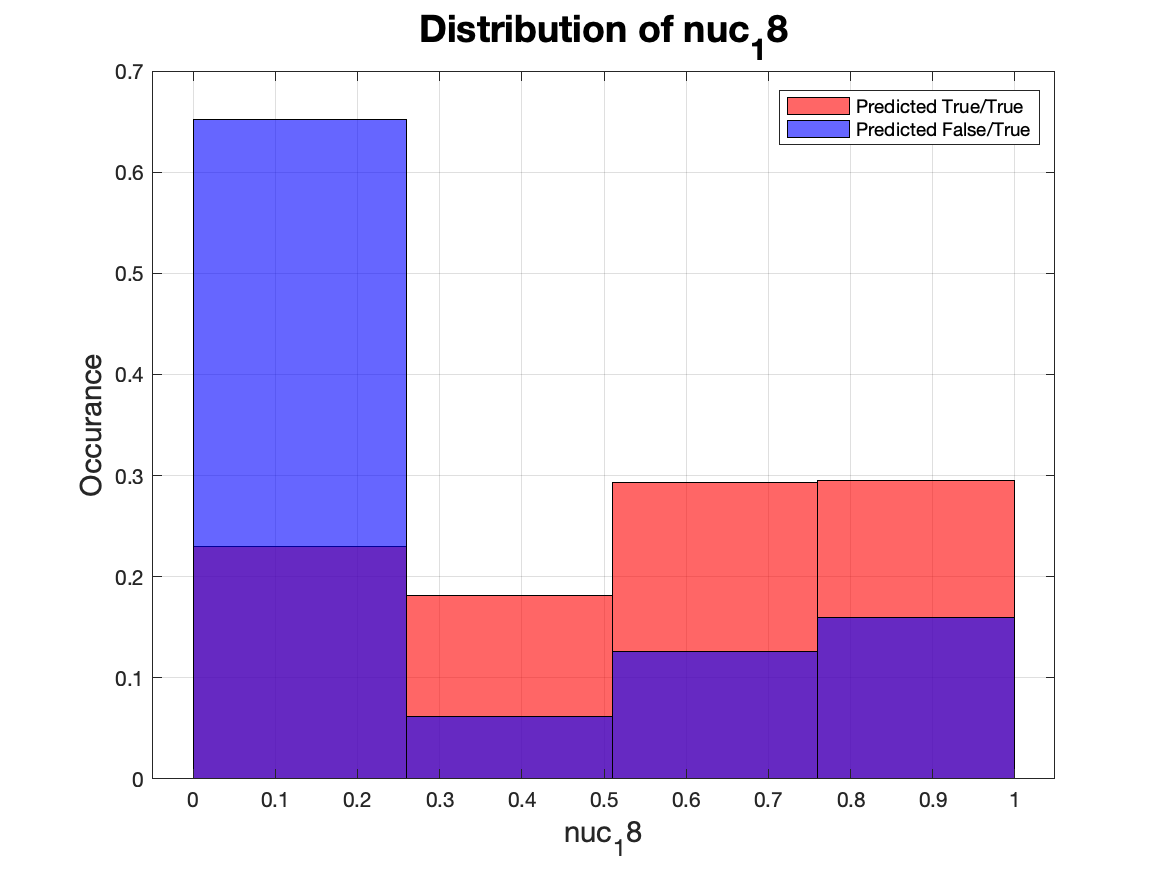 Distribution of nuc₁8
Predicted True/True
Predicted False/True
0.7
0.6
0.5
0.4
0.3
0.2
0.1
0
Occurance
0 0.1 0.2 0.3 0.4 0.5 0.6 0.7 0.8 0.9 1
nuc₁8